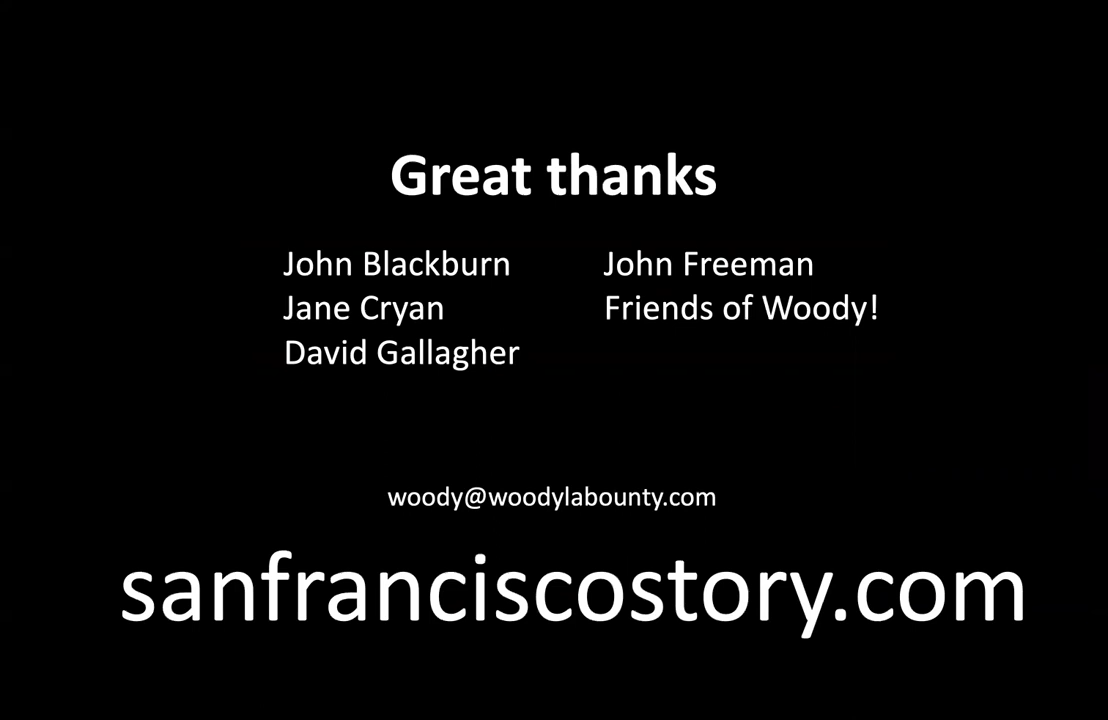 Great thanks
John Blackburn
Jane Cryan
David Gallagher
John Freeman
Friends of Woody!
woody@woodylabounty.com
sanfranciscostory.com